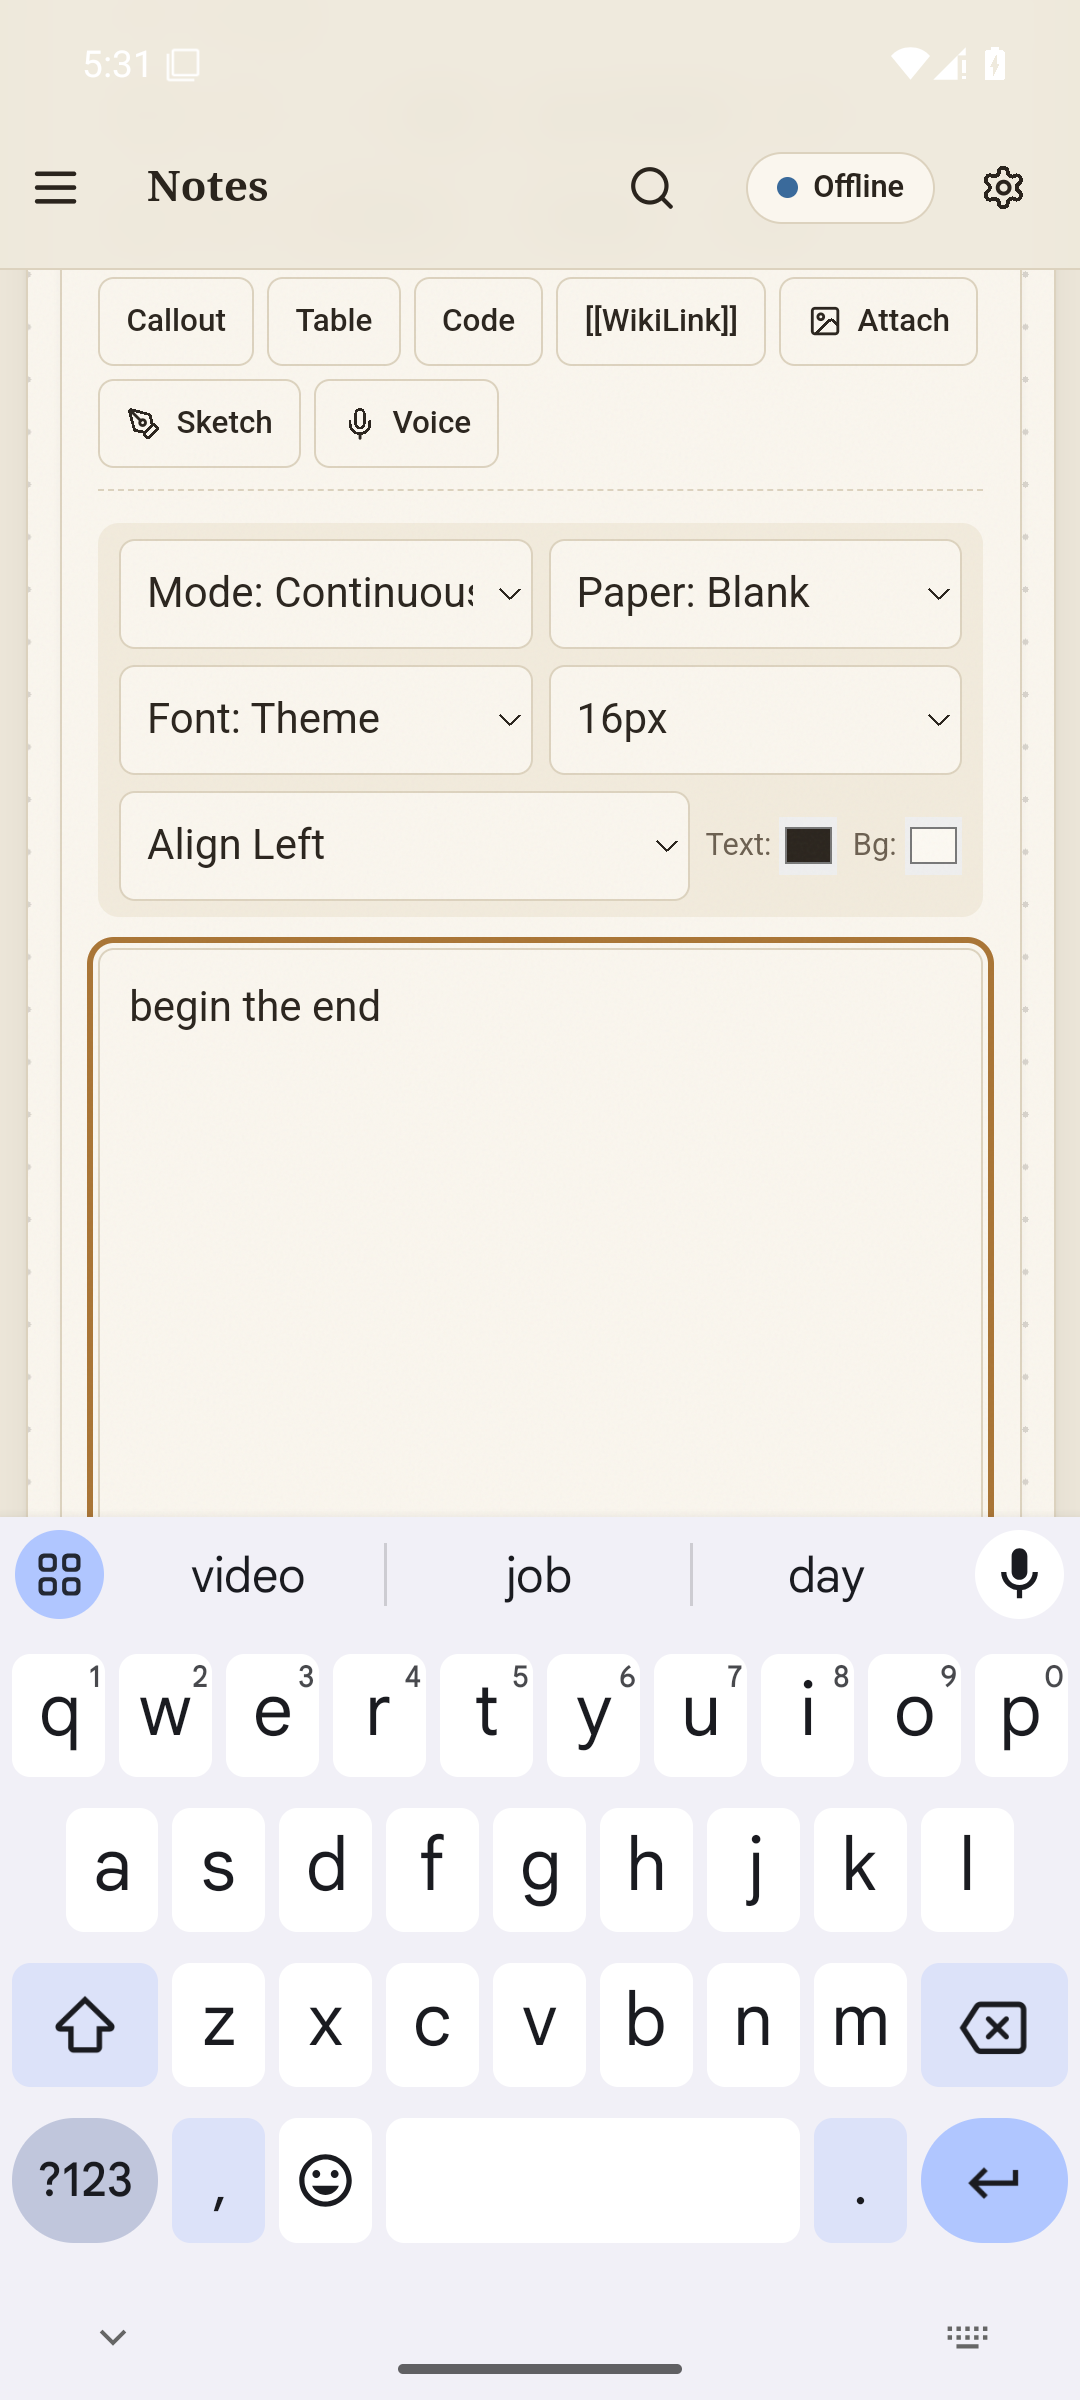 5:31
Notes
Offline
Callout
Table
Code
[[WikiLink]]
Attach
Sketch
Voice
Mode: Continuous
Paper: Blank
Font: Theme
16px
Align Left
Text:
Bg:
begin the end
video
job
day
q 1 w 2 e 3 r 4 t 5 y 6 u 7 i 8 o 9 p 0
a s d f g h j k l
z x c v b n m
?123 , .